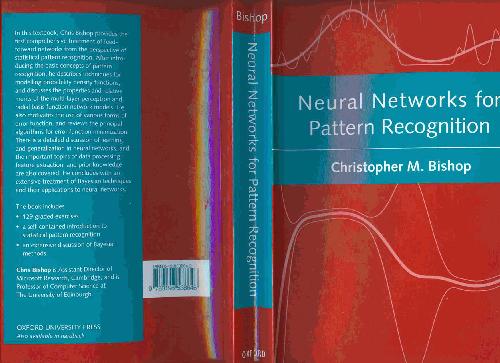 In this textbook, Chris Bishop provides the
first comprehensive treatment of feed-
forward networks from the perspective of
statistical pattern recognition. After intro-
ducing the basic concepts of pattern
recognition, he describes techniques for
modelling probability density functions,
and discusses the properties and relative
merits of the multi-layer perceptron and
radial basis function network models. He
also motivates the use of various forms of
error function, and reviews the principal
algorithms for error function minimization.
There is a detailed discussion of learning
and generalization in neural networks, and
the important topics of data processing,
feature extraction, and prior knowledge
are also covered. He concludes with an
extensive treatment of Bayesian techniques
and their applications to neural networks.
The book includes
• 129 graded exercises
• a self-contained introduction to
statistical pattern recognition
• an extensive discussion of Bayesian
methods.
Chris Bishop is Assistant Director of
Microsoft Research, Cambridge, and is
Professor of Computer Science at
The University of Edinburgh.
OXFORD UNIVERSITY PRESS
Also available in hardback
Bishop
Neural Networks for Pattern Recognition
OXFORD
Neural Networks for
Pattern Recognition
Christopher M. Bishop